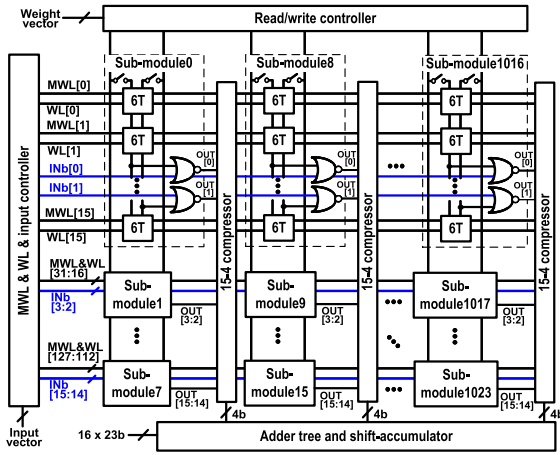 Weight vector
Read/write controller
Sub-module0
Sub-module8
Sub-module1016
MWL & WL & input controller
MWL[0]
6T
6T
6T
WL[0]
MWL[1]
6T
6T
6T
WL[1]
OUT [0]
OUT [0]
OUT [0]
INb[0]
INb[1]
OUT [1]
OUT [1]
OUT [1]
MWL[15]
6T
6T
6T
WL[15]
15-4 compressor
15-4 compressor
15-4 compressor
MWL&WL [31:16]
INb [3:2]
Sub-module1
Sub-module9
Sub-module1017
OUT [3:2]
OUT [3:2]
OUT [3:2]
MWL&WL [127:112]
INb [15:14]
Sub-module7
Sub-module15
Sub-module1023
OUT [15:14]
OUT [15:14]
OUT [15:14]
Input vector
4b
4b
4b
16 x 23b
Adder tree and shift-accumulator